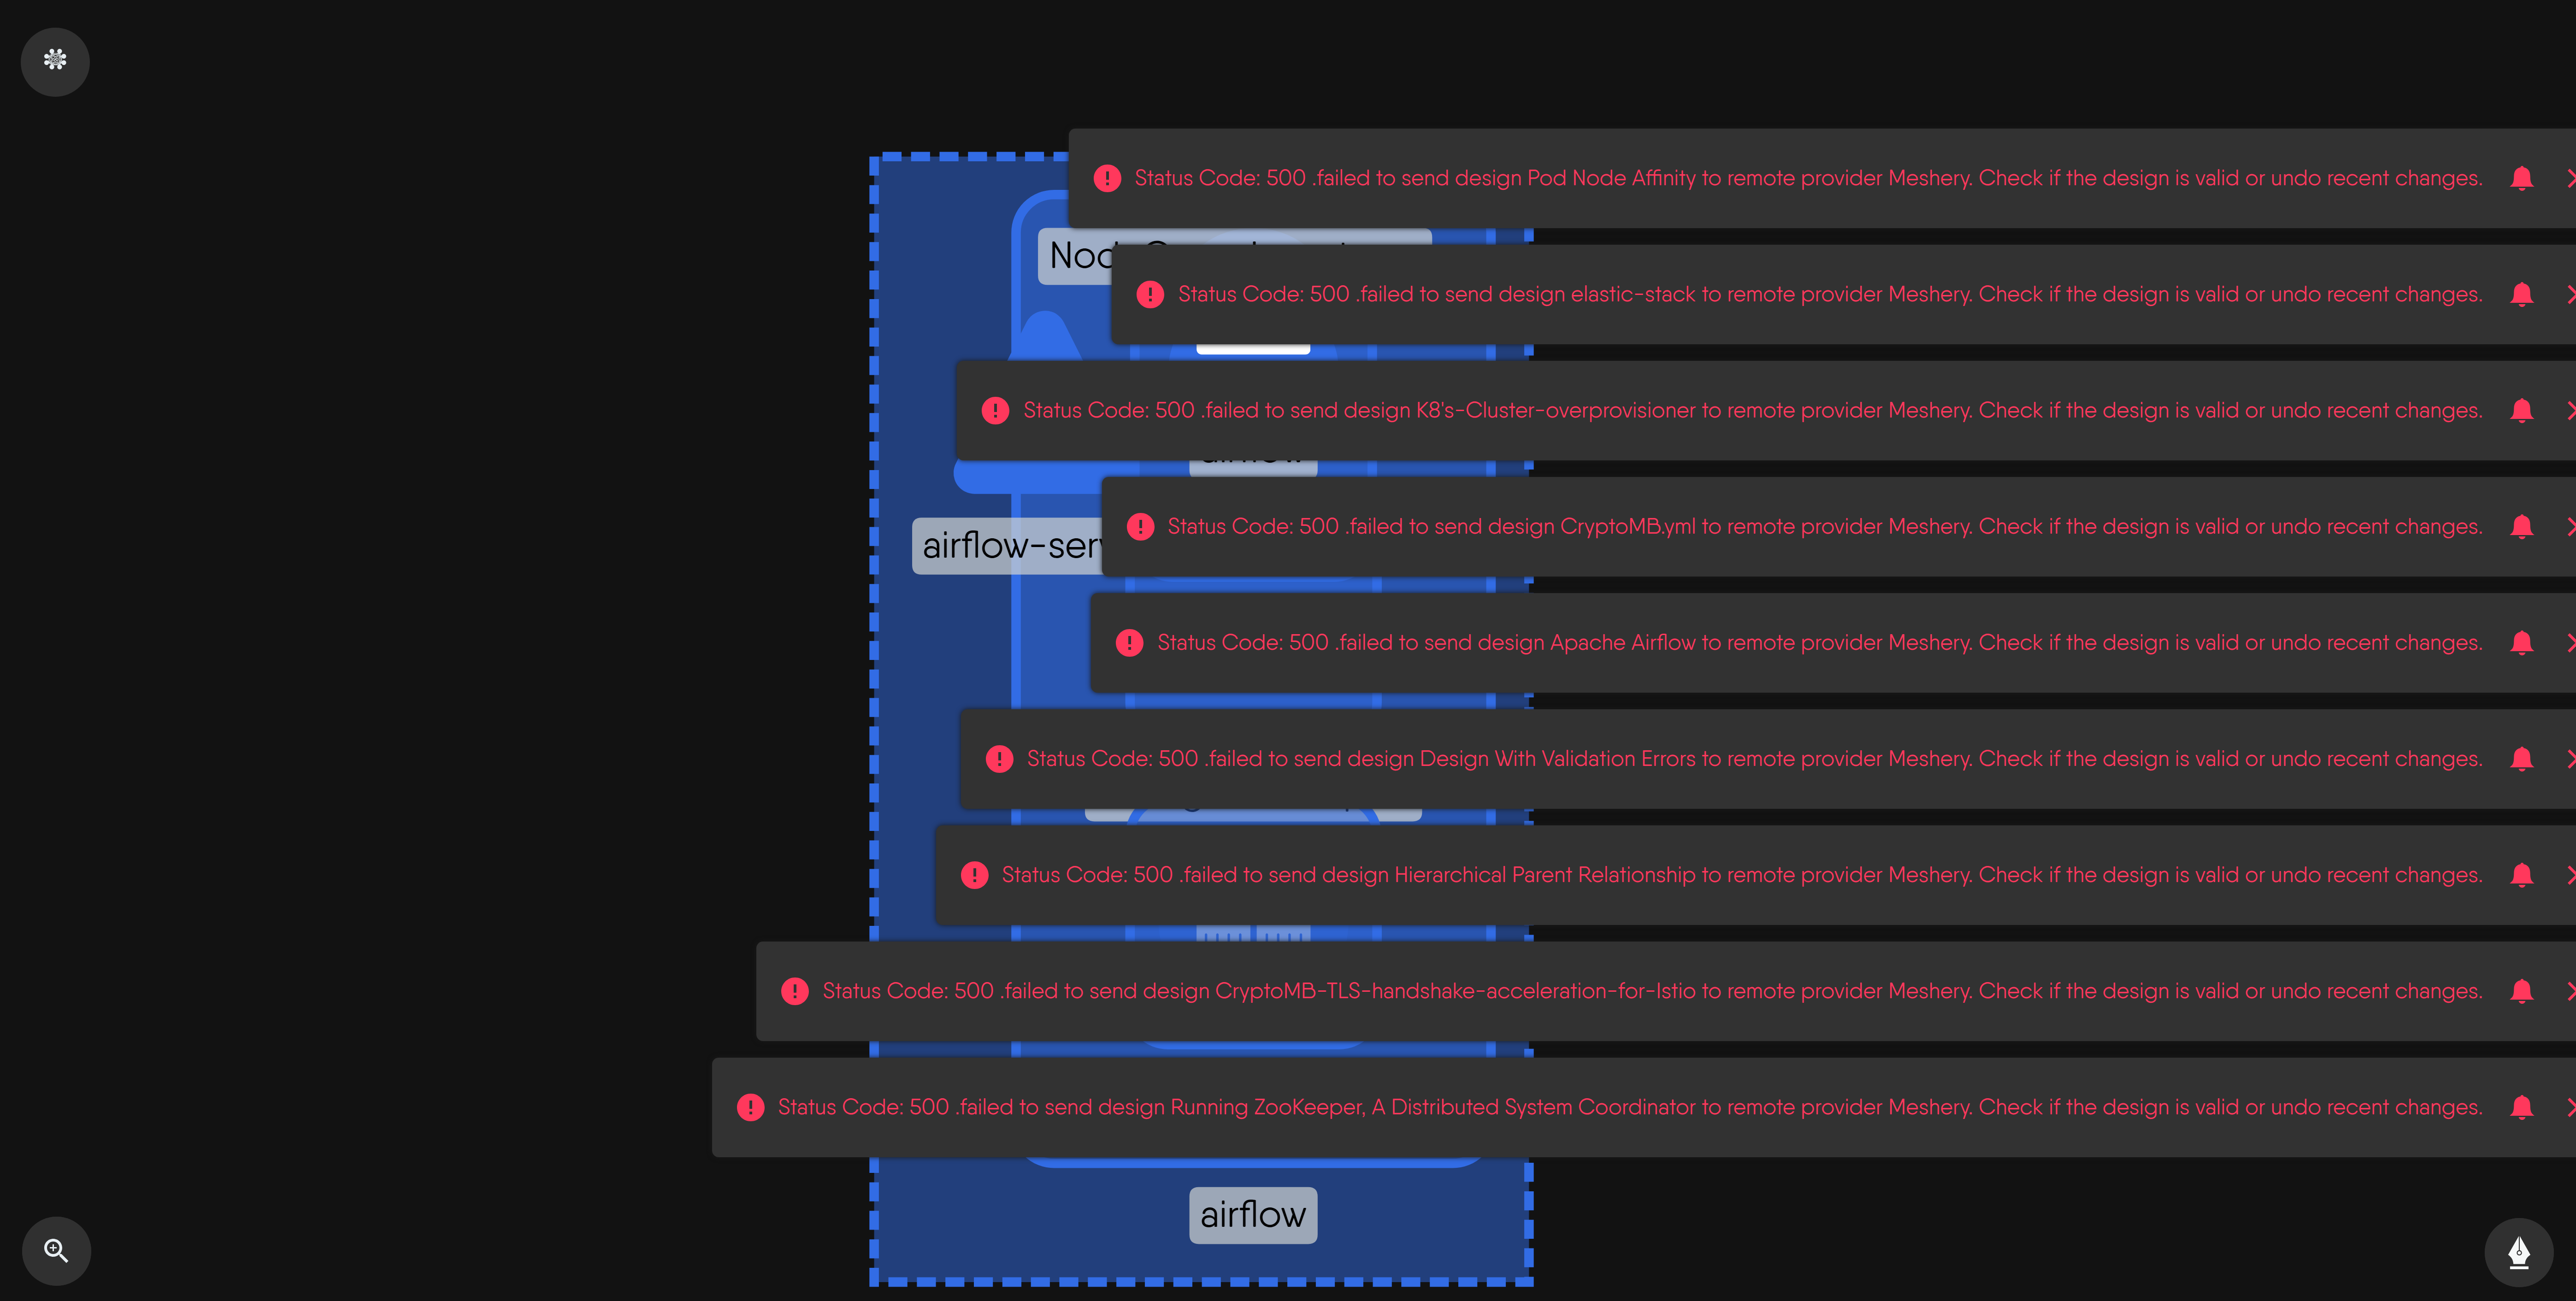 Status Code: 500 .failed to send design Pod Node Affinity to remote provider Meshery. Check if the design is valid or undo recent changes.
Status Code: 500 .failed to send design elastic-stack to remote provider Meshery. Check if the design is valid or undo recent changes.
Status Code: 500 .failed to send design K8's-Cluster-overprovisioner to remote provider Meshery. Check if the design is valid or undo recent changes.
Status Code: 500 .failed to send design CryptoMB.yml to remote provider Meshery. Check if the design is valid or undo recent changes.
Status Code: 500 .failed to send design Apache Airflow to remote provider Meshery. Check if the design is valid or undo recent changes.
Status Code: 500 .failed to send design Design With Validation Errors to remote provider Meshery. Check if the design is valid or undo recent changes.
Status Code: 500 .failed to send design Hierarchical Parent Relationship to remote provider Meshery. Check if the design is valid or undo recent changes.
Status Code: 500 .failed to send design CryptoMB-TLS-handshake-acceleration-for-Istio to remote provider Meshery. Check if the design is valid or undo recent changes.
Status Code: 500 .failed to send design Running ZooKeeper, A Distributed System Coordinator to remote provider Meshery. Check if the design is valid or undo recent changes.
airflow